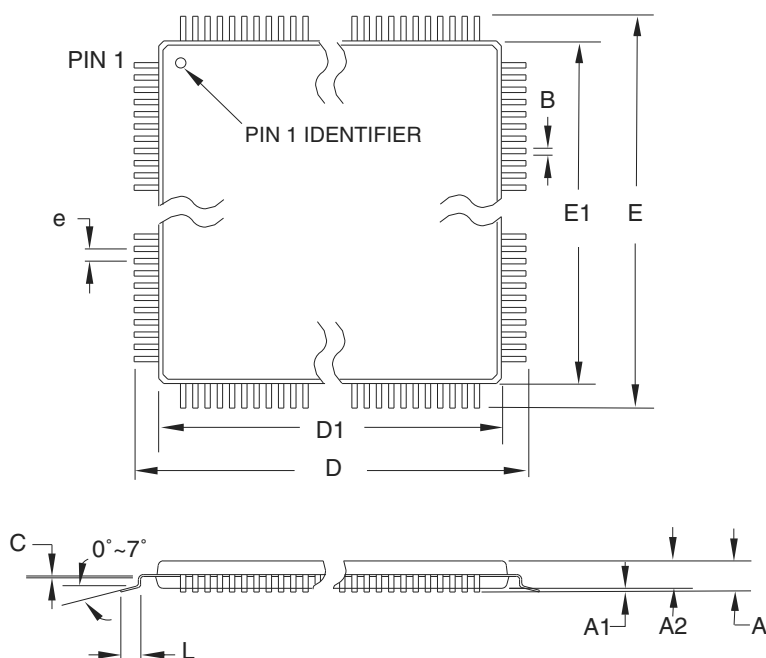 PIN 1
B
PIN 1 IDENTIFIER
E1
E
e
D1
D
C
0°~7°
A1
A2
A
L